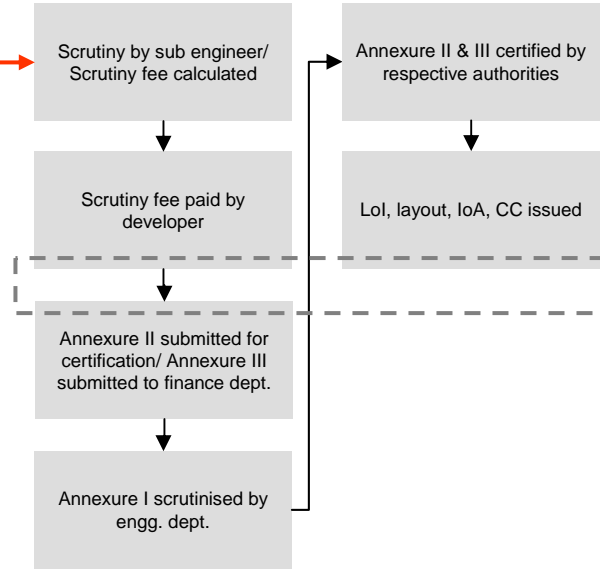 Scrutiny by sub engineer/
Scrutiny fee calculated
Scrutiny fee paid by
developer
Annexure II submitted for
certification/ Annexure III
submitted to finance dept.
Annexure I scrutinised by
engg. dept.
Annexure II & III certified by
respective authorities
LoI, layout, IoA, CC issued